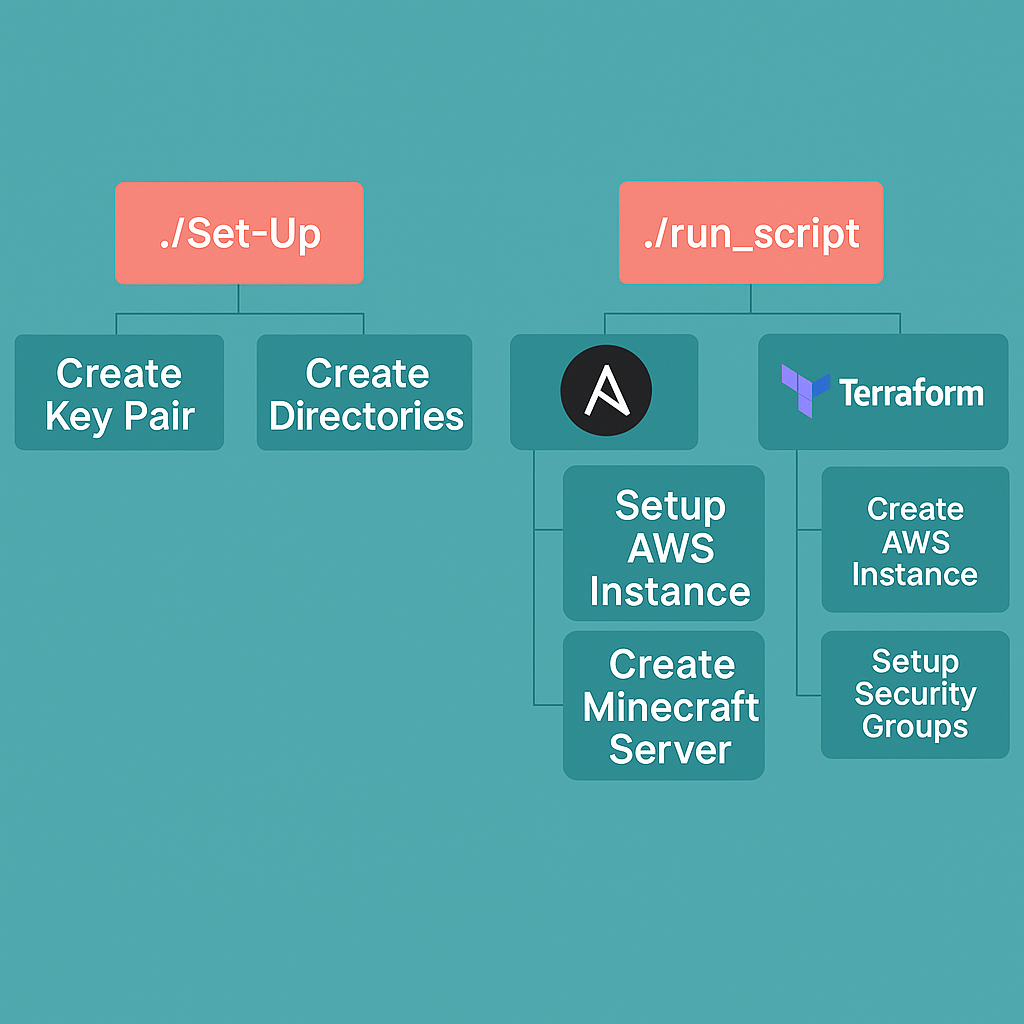 ./Set-Up
./run_script
Create
Key Pair
Create
Directories
Terraform
Setup
AWS
Instance
Create
Minecraft
Server
Create
AWS
Instance
Setup
Security
Groups